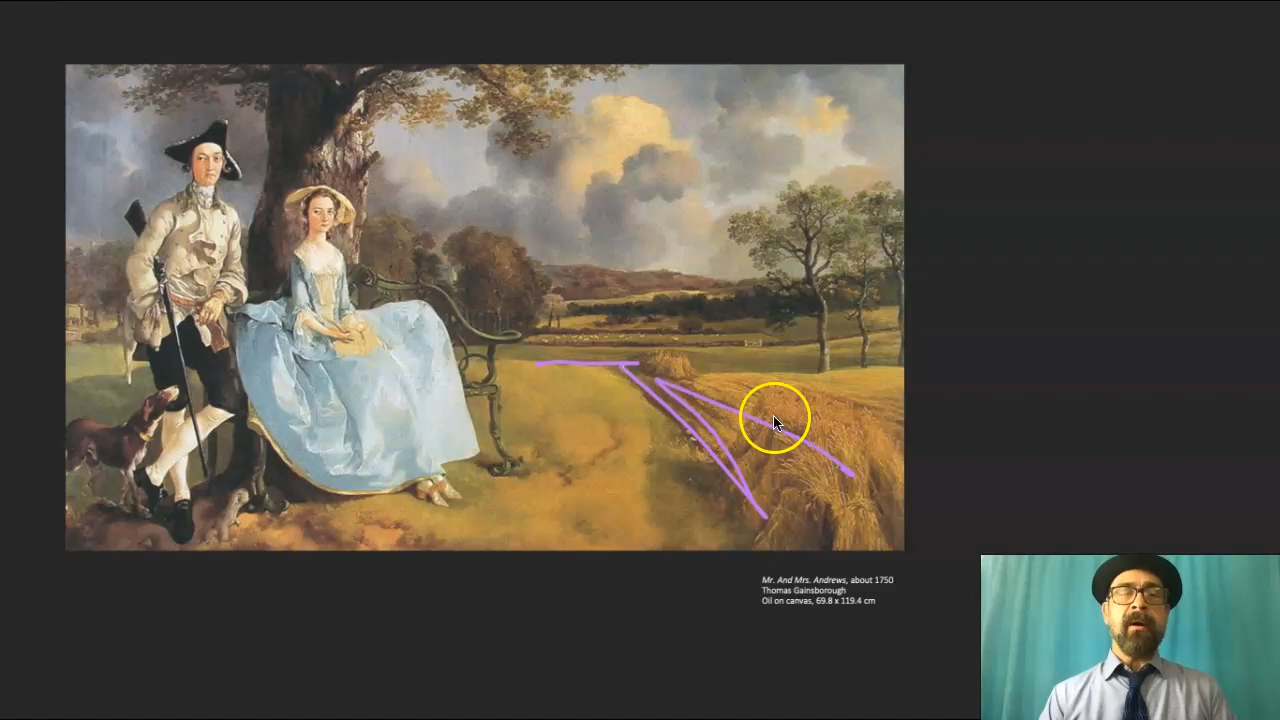 Mr. And Mrs. Andrews, about 1750
Thomas Gainsborough
Oil on canvas, 69.8 x 119.4 cm